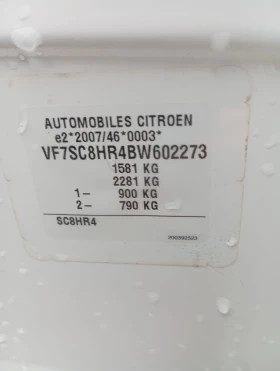 AUTOMOBILES CITROEN
e2*2007/46*0003*
VF7SC8HR4BW602273
1581 KG
2281 KG
1- 900 KG
2- 790 KG
SC8HR4